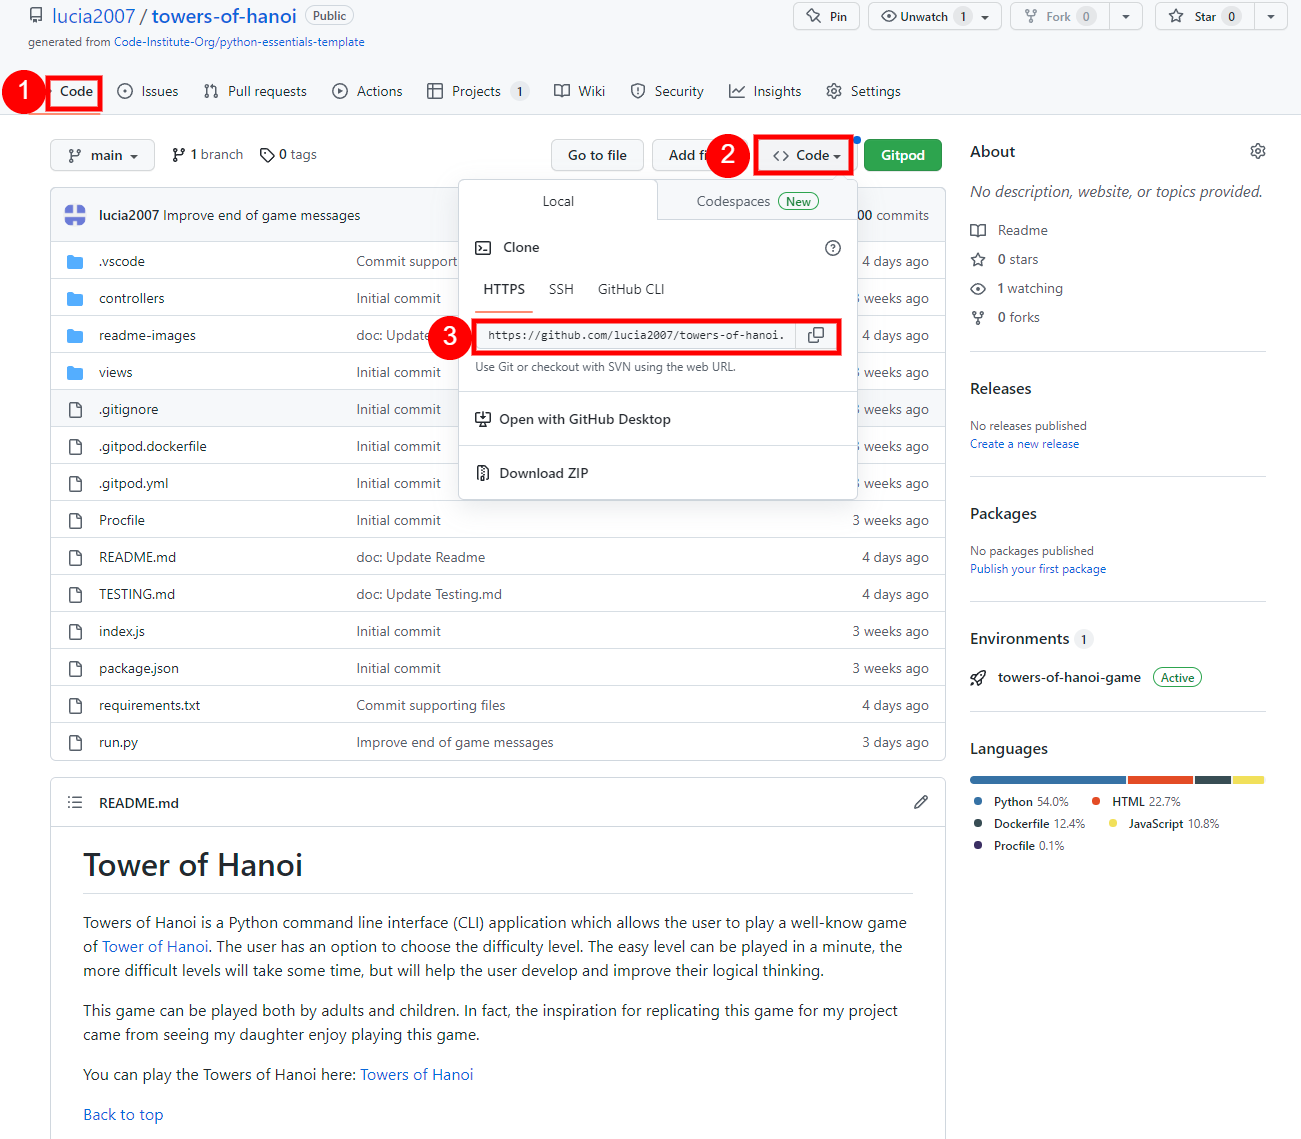 lucia2007 / towers-of-hanoi Public
Pin Unwatch 1 Fork 0 Star 0
generated from Code-Institute-Org/python-essentials-template
1 Code Issues Pull requests Actions Projects 1 Wiki Security Insights Settings
main 1 branch 0 tags Go to file Add fi 2 <> Code Gitpod
lucia2007 Improve end of game messages 00 commits
.vscode Commit support 4 days ago
controllers Initial commit weeks ago
readme-images doc: Update 4 days ago
views Initial commit weeks ago
.gitignore Initial commit weeks ago
.gitpod.dockerfile Initial commit weeks ago
.gitpod.yml Initial commit weeks ago
Procfile Initial commit 3 weeks ago
README.md doc: Update Readme 4 days ago
TESTING.md doc: Update Testing.md 4 days ago
index.js Initial commit 3 weeks ago
package.json Initial commit 3 weeks ago
requirements.txt Commit supporting files 4 days ago
run.py Improve end of game messages 3 days ago
Local Codespaces New
Clone
HTTPS SSH GitHub CLI
3 https://github.com/lucia2007/towers-of-hanoi.
Use Git or checkout with SVN using the web URL.
Open with GitHub Desktop
Download ZIP
README.md
Tower of Hanoi
Towers of Hanoi is a Python command line interface (CLI) application which allows the user to play a well-know game
of Tower of Hanoi. The user has an option to choose the difficulty level. The easy level can be played in a minute, the
more difficult levels will take some time, but will help the user develop and improve their logical thinking.
This game can be played both by adults and children. In fact, the inspiration for replicating this game for my project
came from seeing my daughter enjoy playing this game.
You can play the Towers of Hanoi here: Towers of Hanoi
Back to top
About
No description, website, or topics provided.
Readme
0 stars
1 watching
0 forks
Releases
No releases published
Create a new release
Packages
No packages published
Publish your first package
Environments 1
towers-of-hanoi-game Active
Languages
Python 54.0% HTML 22.7%
Dockerfile 12.4% JavaScript 10.8%
Procfile 0.1%